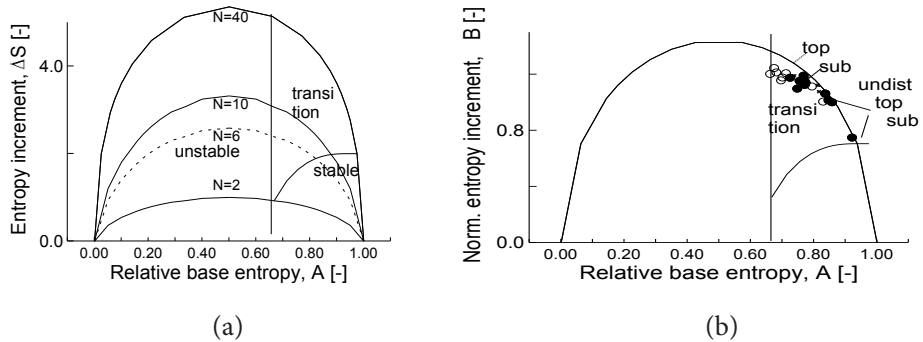 Entropy increment, ΔS [-]
4.0
2.0
0.0
N=40
N=10
N=6
unstable
N=2
transi
tion
stable
0.00 0.20 0.40 0.60 0.80 1.00
Relative base entropy, A [-]
(a)
Norm. entropy increment, B [-]
0.8
0.0
top
sub
undist
top
sub
transi
tion
0.00 0.20 0.40 0.60 0.80 1.00
Relative base entropy, A [-]
(b)